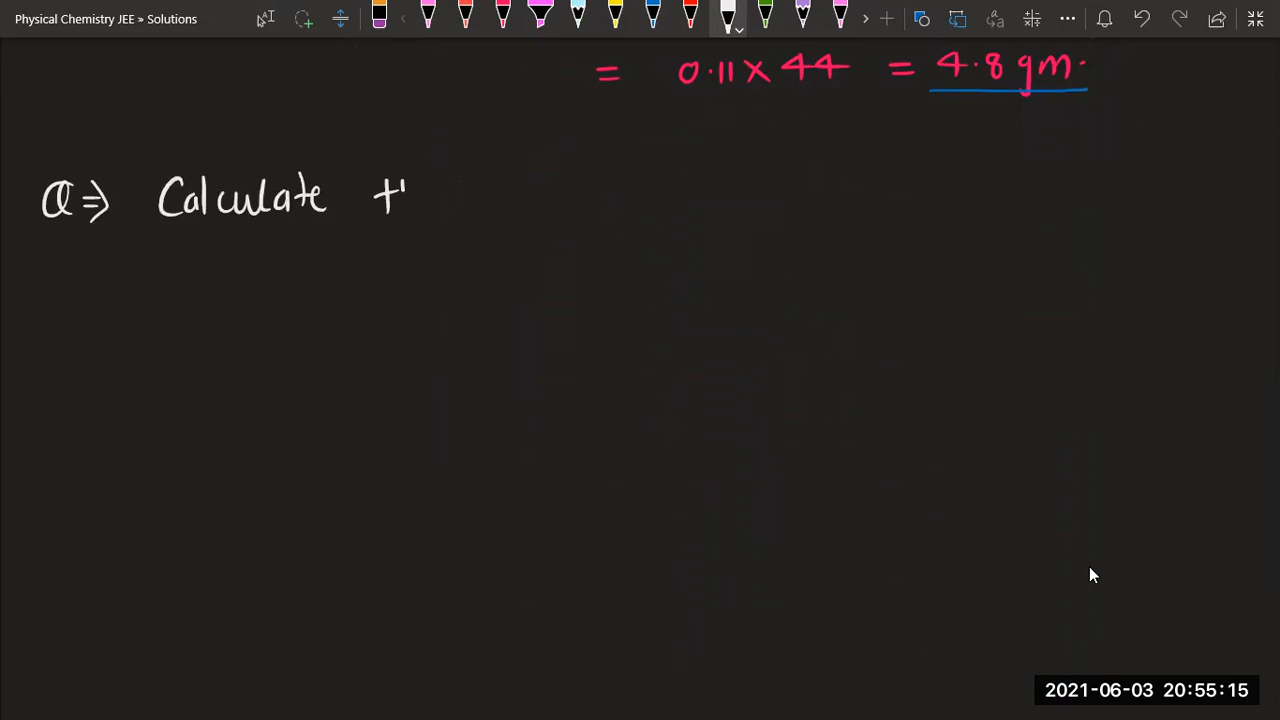 Physical Chemistry JEE » Solutions
= 0.11 × 44 = 4.8 gm.
Q⇒ Calculate
2021-06-03 20:55:15